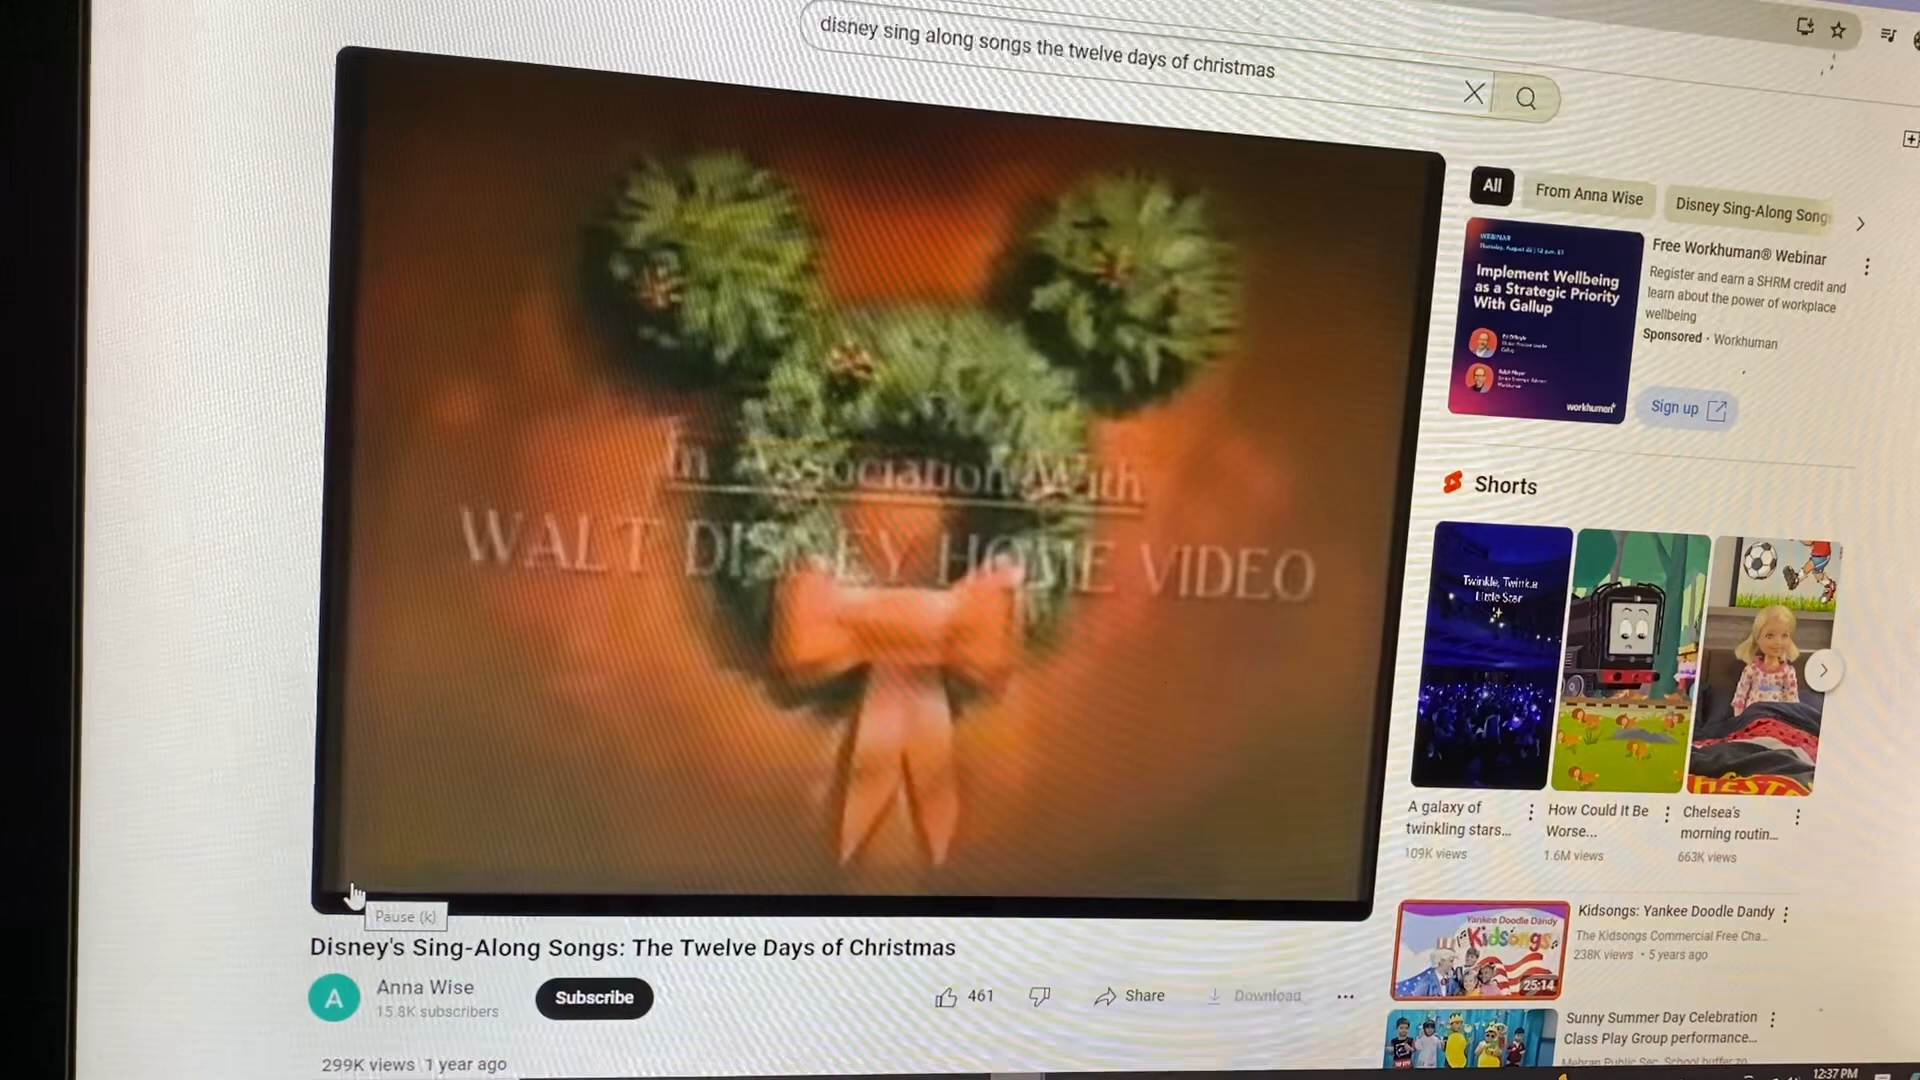 disney sing along songs the twelve days of christmas
In Association With
WALT DISNEY HOME VIDEO
Pause (k)
Disney's Sing-Along Songs: The Twelve Days of Christmas
A
Anna Wise
15.8K subscribers
Subscribe
461
Share
Download
299K views 1 year ago
All
From Anna Wise
Disney Sing-Along Song
WEBINAR
Implement Wellbeing
as a Strategic Priority
With Gallup
workhuman
Free Workhuman® Webinar
Register and earn a SHRM credit and
learn about the power of workplace
wellbeing
Sponsored · Workhuman
Sign up
Shorts
Twinkle, Twinkle
Little Star
A galaxy of
twinkling stars...
109K views
How Could It Be
Worse...
1.6M views
Chelsea's
morning routin...
663K views
Yankee Doodle Dandy
Kidsongs
25:14
Kidsongs: Yankee Doodle Dandy
The Kidsongs Commercial Free Cha...
238K views • 5 years ago
Sunny Summer Day Celebration
Class Play Group performance...
12:37 PM